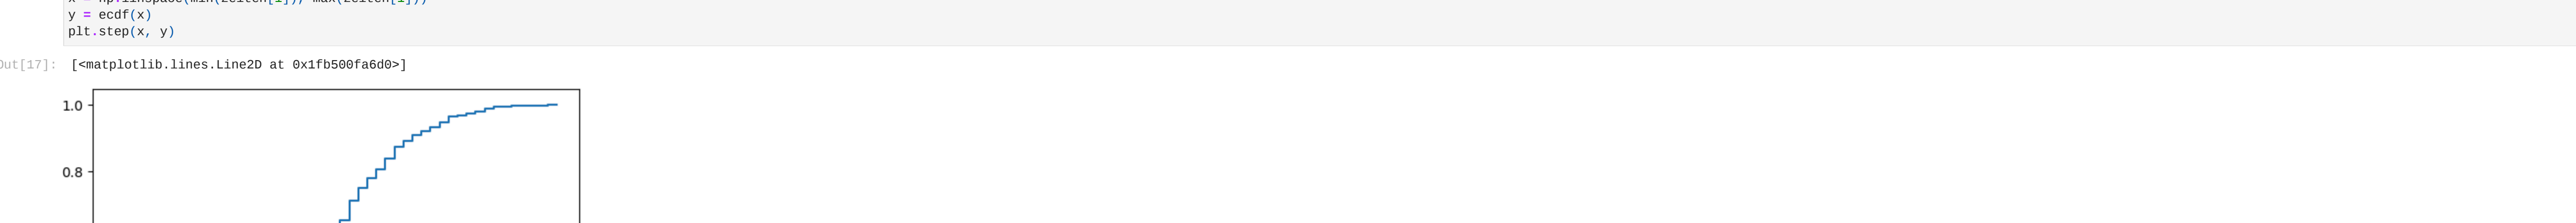 y = ecdf(x)
plt.step(x, y)
Out[17]: [<matplotlib.lines.Line2D at 0x1fb500fa6d0>]
1.0
0.8